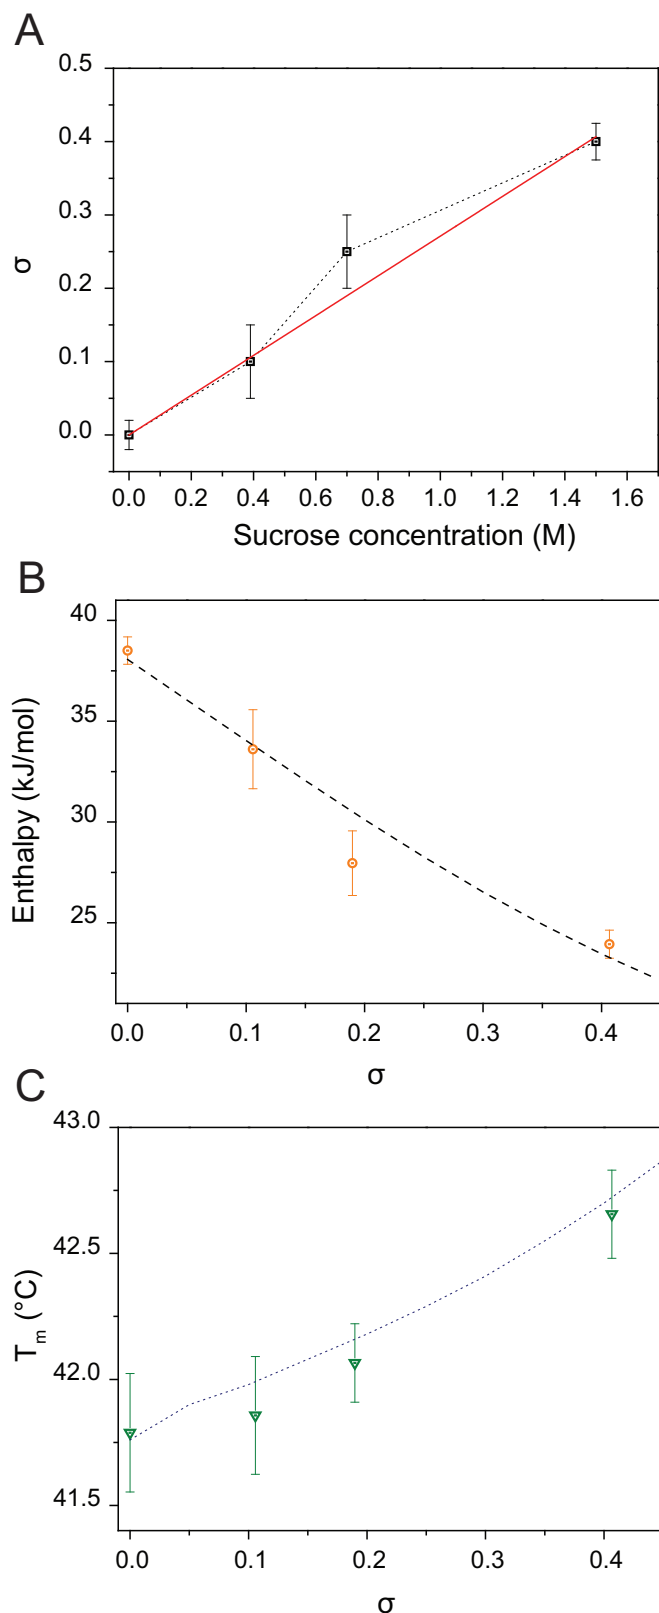 A
0.5
0.4
0.3
0.2
0.1
0.0
σ
0.0 0.2 0.4 0.6 0.8 1.0 1.2 1.4 1.6
Sucrose concentration (M)
B
40
35
30
25
Enthalpy (kJ/mol)
0.0 0.1 0.2 0.3 0.4
σ
C
43.0
42.5
42.0
41.5
Tm (°C)
0.0 0.1 0.2 0.3 0.4
σ